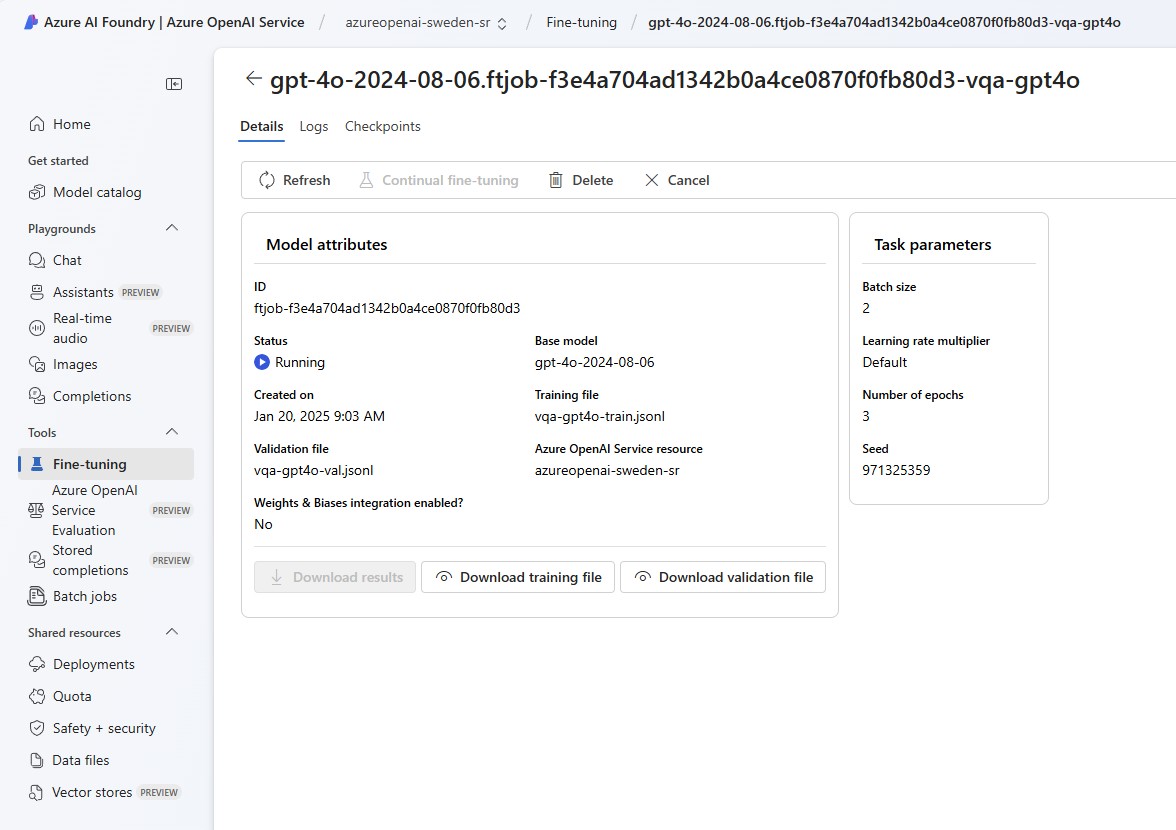 Azure AI Foundry | Azure OpenAI Service / azureopenai-sweden-sr / Fine-tuning / gpt-4o-2024-08-06.ftjob-f3e4a704ad1342b0a4ce0870f0fb80d3-vqa-gpt4o
Home
Get started
Model catalog
Playgrounds
Chat
Assistants PREVIEW
Real-time
audio PREVIEW
Images
Completions
Tools
Fine-tuning
Azure OpenAI
Service PREVIEW
Evaluation
Stored
completions PREVIEW
Batch jobs
Shared resources
Deployments
Quota
Safety + security
Data files
Vector stores PREVIEW
gpt-4o-2024-08-06.ftjob-f3e4a704ad1342b0a4ce0870f0fb80d3-vqa-gpt4o
Details Logs Checkpoints
Refresh Continual fine-tuning Delete Cancel
Model attributes
ID
ftjob-f3e4a704ad1342b0a4ce0870f0fb80d3
Status
Running
Base model
gpt-4o-2024-08-06
Created on
Jan 20, 2025 9:03 AM
Training file
vqa-gpt4o-train.jsonl
Validation file
vqa-gpt4o-val.jsonl
Azure OpenAI Service resource
azureopenai-sweden-sr
Weights & Biases integration enabled?
No
Download results Download training file Download validation file
Task parameters
Batch size
2
Learning rate multiplier
Default
Number of epochs
3
Seed
971325359